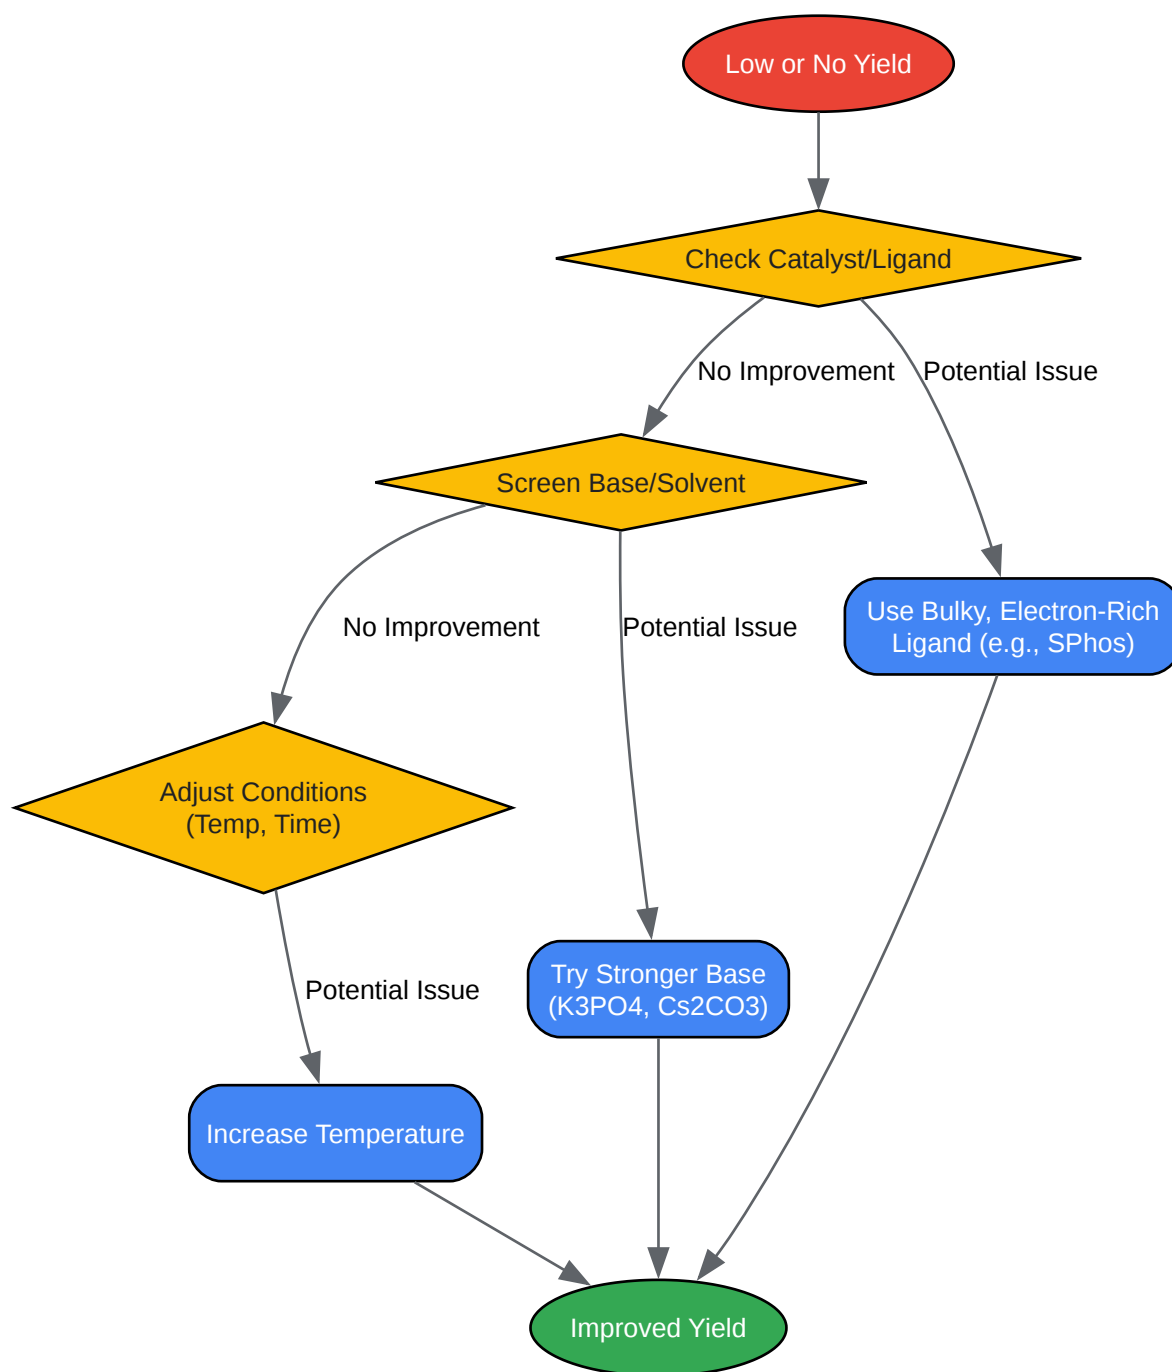 Low or No Yield
Check Catalyst/Ligand
No Improvement
Potential Issue
Screen Base/Solvent
Use Bulky, Electron-Rich
Ligand (e.g., SPhos)
No Improvement
Potential Issue
Adjust Conditions
(Temp, Time)
Try Stronger Base
(K3PO4, Cs2CO3)
Potential Issue
Increase Temperature
Improved Yield